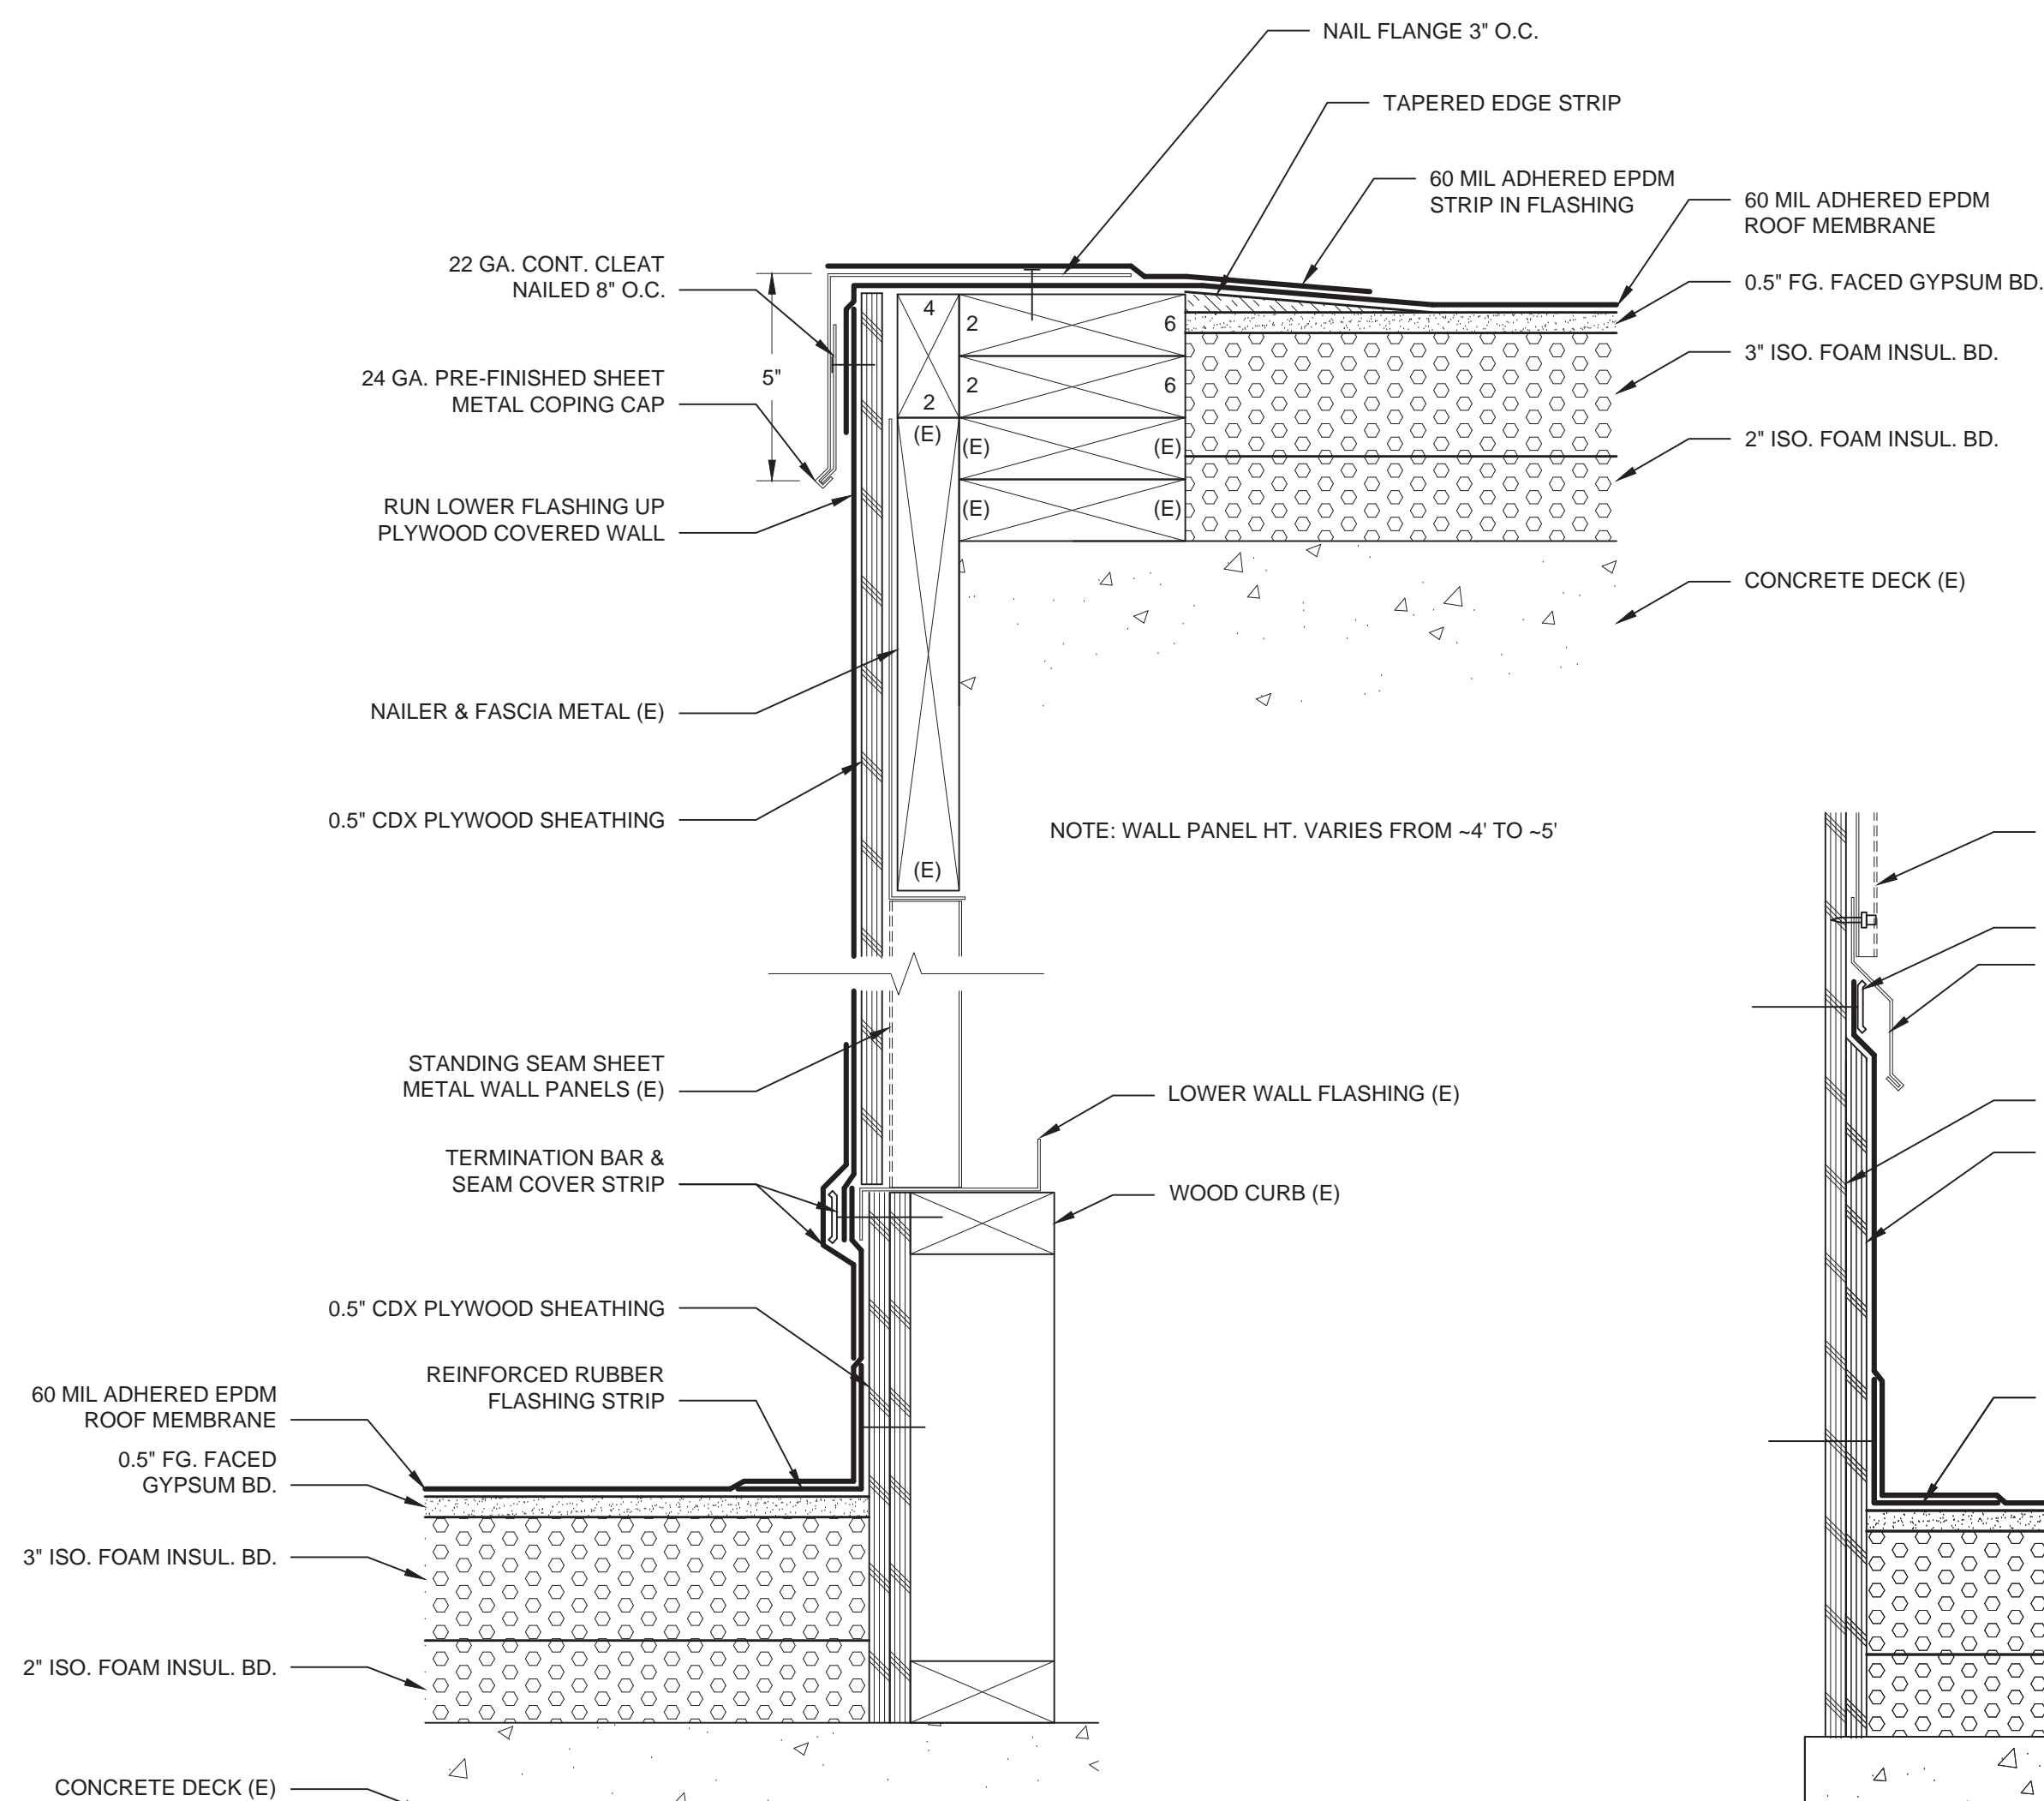 NAIL FLANGE 3" O.C.
TAPERED EDGE STRIP
60 MIL ADHERED EPDM
STRIP IN FLASHING
60 MIL ADHERED EPDM
ROOF MEMBRANE
22 GA. CONT. CLEAT
NAILED 8" O.C.
0.5" FG. FACED GYPSUM BD.
4
2
6
3" ISO. FOAM INSUL. BD.
24 GA. PRE-FINISHED SHEET
METAL COPING CAP
5"
2
6
2
(E)
(E)
(E)
2" ISO. FOAM INSUL. BD.
RUN LOWER FLASHING UP
PLYWOOD COVERED WALL
(E)
(E)
CONCRETE DECK (E)
NAILER & FASCIA METAL (E)
0.5" CDX PLYWOOD SHEATHING
NOTE: WALL PANEL HT. VARIES FROM ~4' TO ~5'
(E)
STANDING SEAM SHEET
METAL WALL PANELS (E)
LOWER WALL FLASHING (E)
TERMINATION BAR &
SEAM COVER STRIP
WOOD CURB (E)
0.5" CDX PLYWOOD SHEATHING
REINFORCED RUBBER
FLASHING STRIP
60 MIL ADHERED EPDM
ROOF MEMBRANE
0.5" FG. FACED
GYPSUM BD.
3" ISO. FOAM INSUL. BD.
2" ISO. FOAM INSUL. BD.
CONCRETE DECK (E)